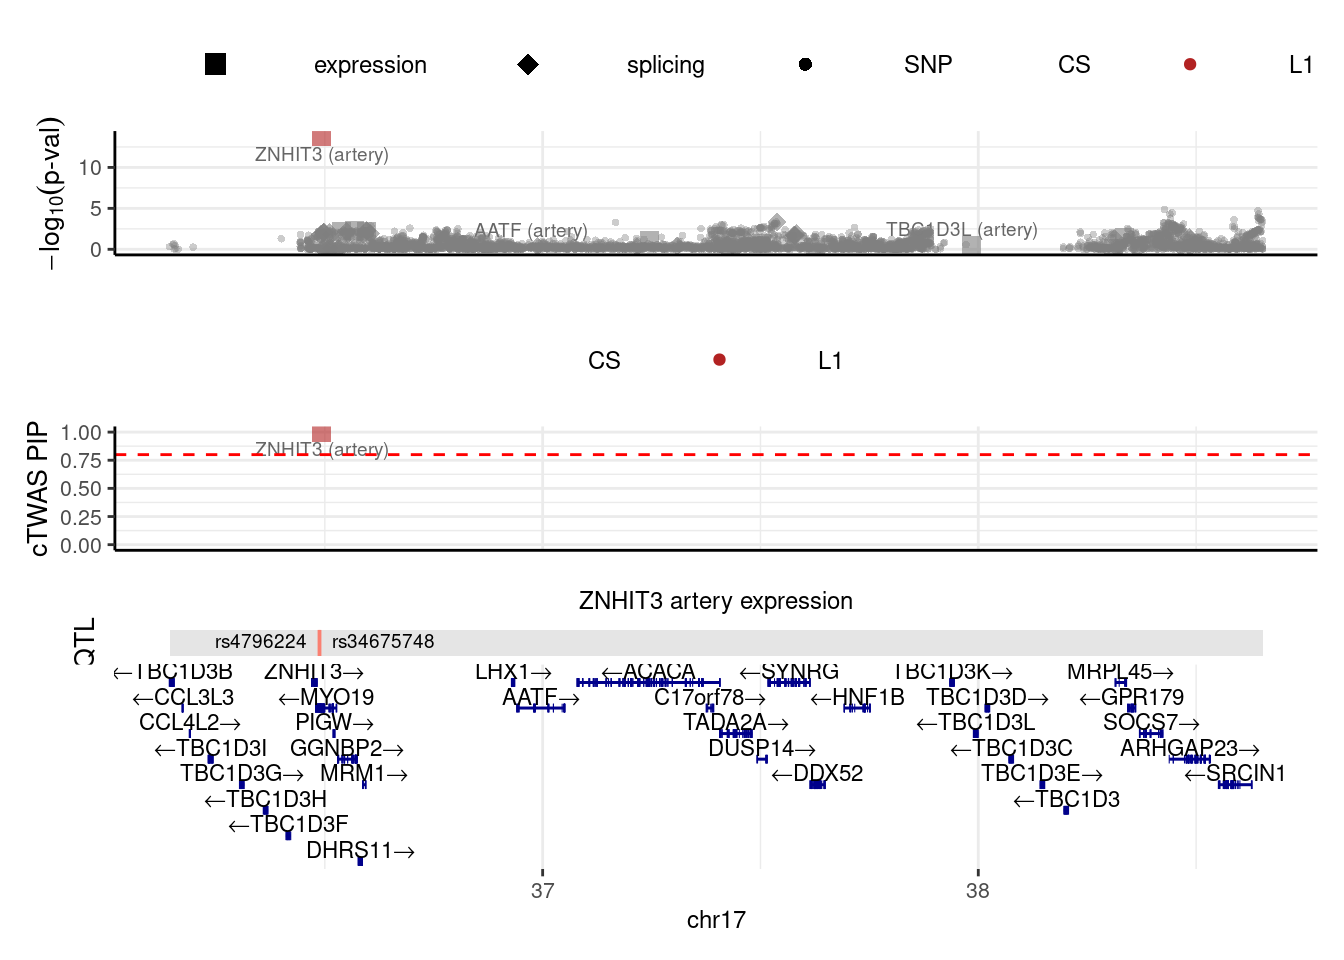 expression splicing SNP CS L1
−log10(p-val)
10
5
0
ZNHIT3 (artery)
AATF (artery)
TBC1D3L (artery)
CS L1
cTWAS PIP
1.00
0.75
0.50
0.25
0.00
ZNHIT3 (artery)
ZNHIT3 artery expression
QTL
rs4796224 rs34675748
←TBC1D3B ZNHIT3→ LHX1→ ←ACACA ←SYNRG TBC1D3K→ MRPL45→
←CCL3L3 ←MYO19 AATF→ C17orf78→ ←HNF1B TBC1D3D→ ←GPR179
CCL4L2→ PIGW→ TADA2A→ ←TBC1D3L SOCS7→
←TBC1D3I GGNBP2→ DUSP14→ ←TBC1D3C ARHGAP23→
TBC1D3G→ MRM1→ ←DDX52 TBC1D3E→ ←SRCIN1
←TBC1D3H ←TBC1D3
←TBC1D3F
DHRS11→
37 38
chr17